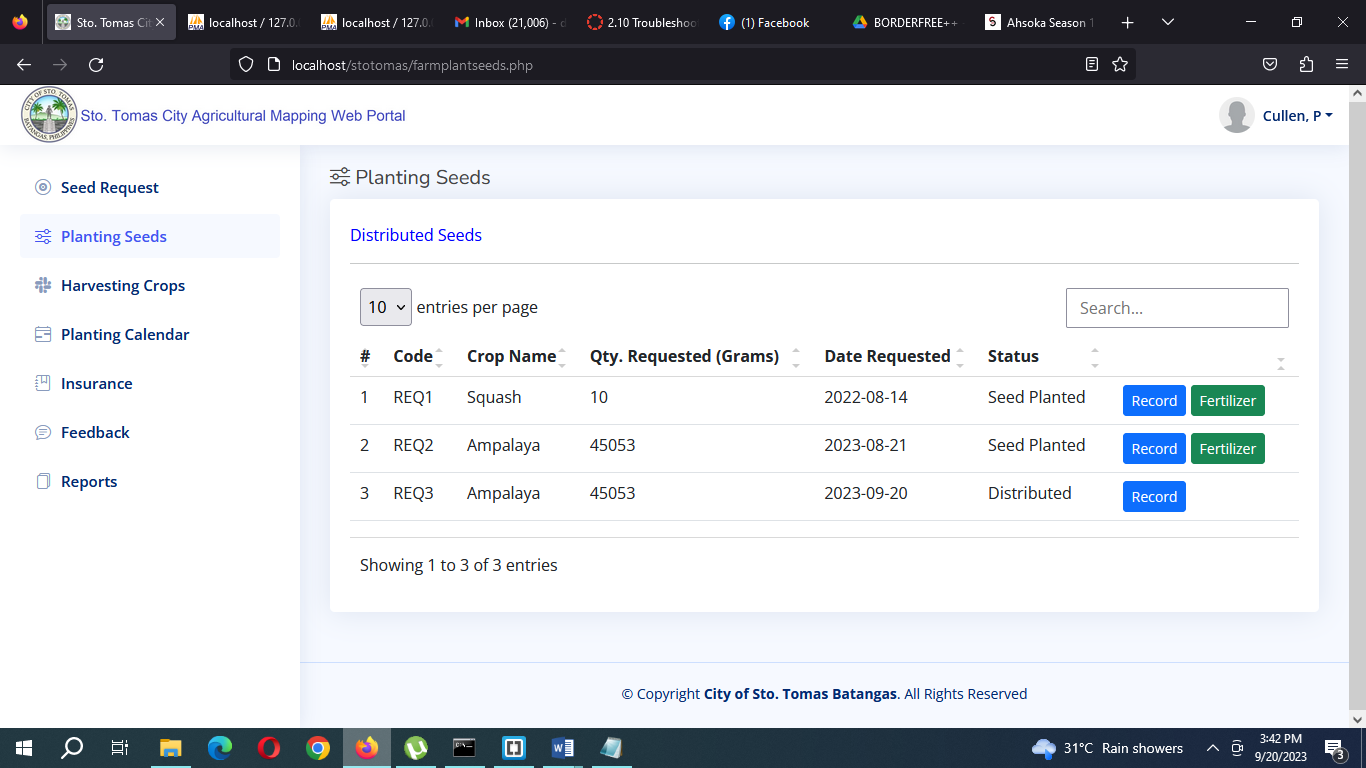 Sto. Tomas Cit
localhost / 127.0.
localhost / 127.0.
Inbox (21,006) - d
2.10 Troubleshoo
(1) Facebook
BORDERFREE++ -
Ahsoka Season 1
localhost/stotomas/farmplantseeds.php
Sto. Tomas City Agricultural Mapping Web Portal
Cullen, P
Seed Request
Planting Seeds
Harvesting Crops
Planting Calendar
Insurance
Feedback
Reports
Planting Seeds
Distributed Seeds
10 entries per page
Search...
# Code Crop Name Qty. Requested (Grams) Date Requested Status
1 REQ1 Squash 10 2022-08-14 Seed Planted Record Fertilizer
2 REQ2 Ampalaya 45053 2023-08-21 Seed Planted Record Fertilizer
3 REQ3 Ampalaya 45053 2023-09-20 Distributed Record
Showing 1 to 3 of 3 entries
© Copyright City of Sto. Tomas Batangas. All Rights Reserved
31°C Rain showers
3:42 PM
9/20/2023
3